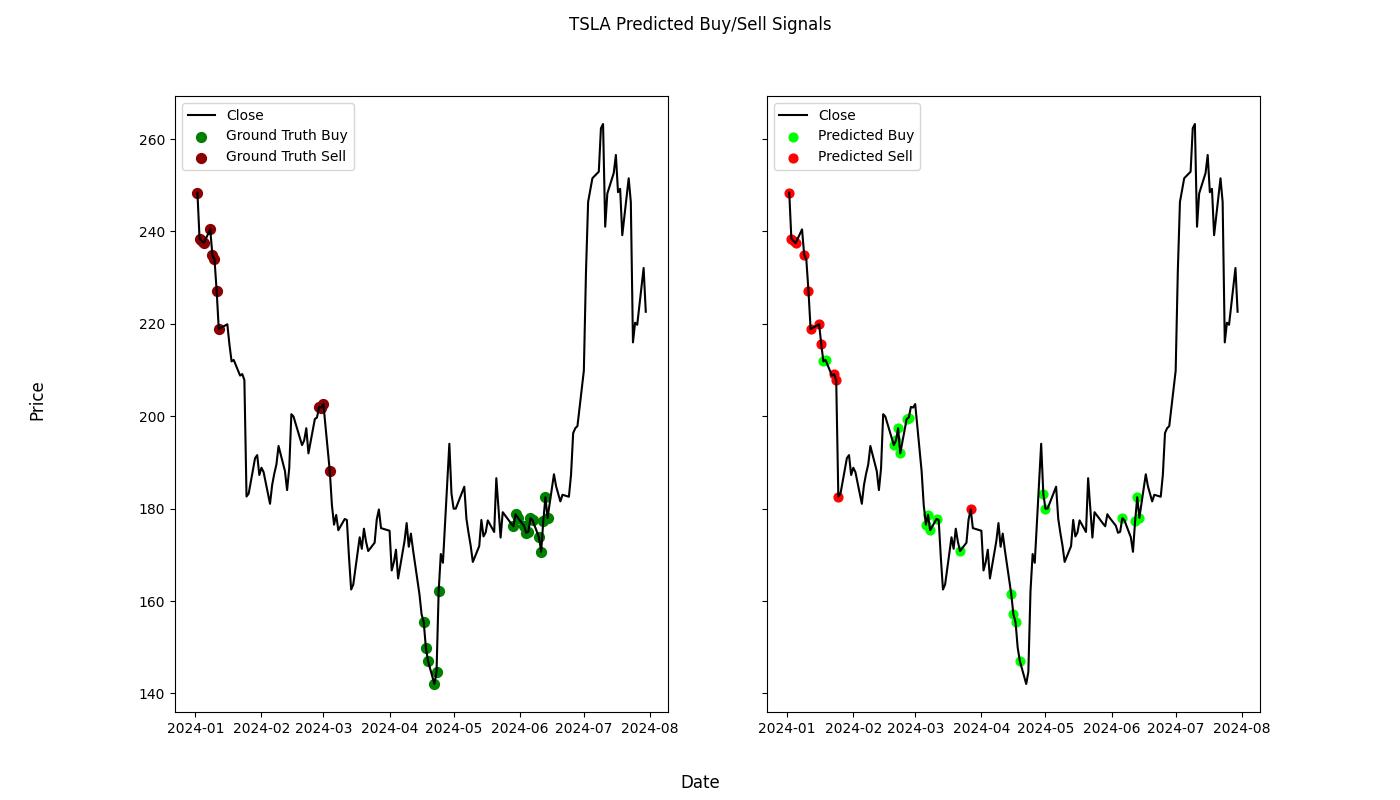 TSLA Predicted Buy/Sell Signals
Close
Ground Truth Buy
Ground Truth Sell
Close
Predicted Buy
Predicted Sell
260
240
220
200
180
160
140
Price
2024-01 2024-02 2024-03 2024-04 2024-05 2024-06 2024-07 2024-08
2024-01 2024-02 2024-03 2024-04 2024-05 2024-06 2024-07 2024-08
Date